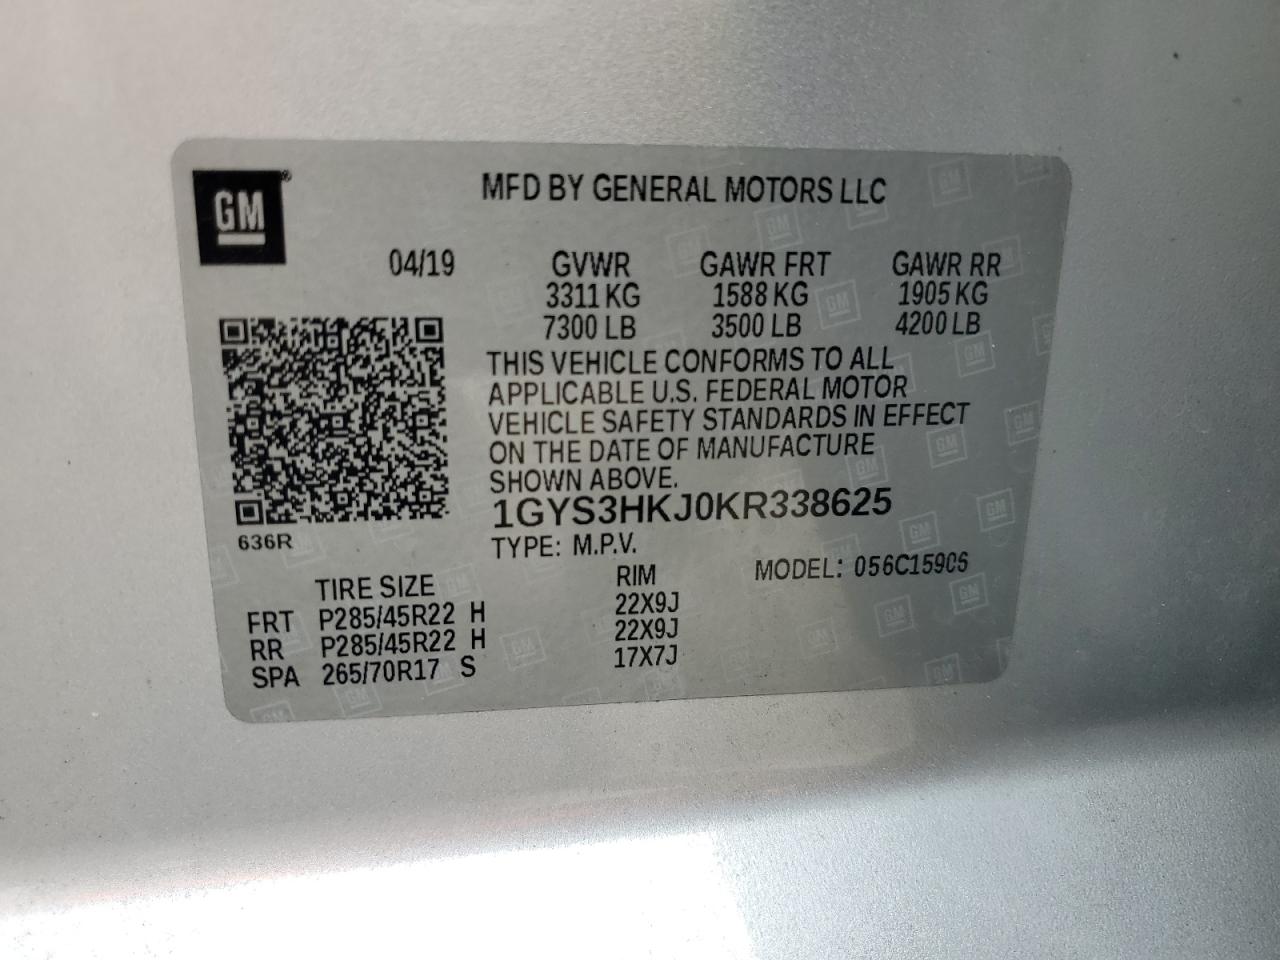 GM®
MFD BY GENERAL MOTORS LLC
04/19 GVWR GAWR FRT GAWR RR
3311 KG 1588 KG 1905 KG
7300 LB 3500 LB 4200 LB
THIS VEHICLE CONFORMS TO ALL
APPLICABLE U.S. FEDERAL MOTOR
VEHICLE SAFETY STANDARDS IN EFFECT
ON THE DATE OF MANUFACTURE
SHOWN ABOVE.
1GYS3HKJ0KR338625
636R
TYPE: M.P.V. MODEL: 056C15906
TIRE SIZE RIM
FRT P285/45R22 H 22X9J
RR P285/45R22 H 22X9J
SPA 265/70R17 S 17X7J